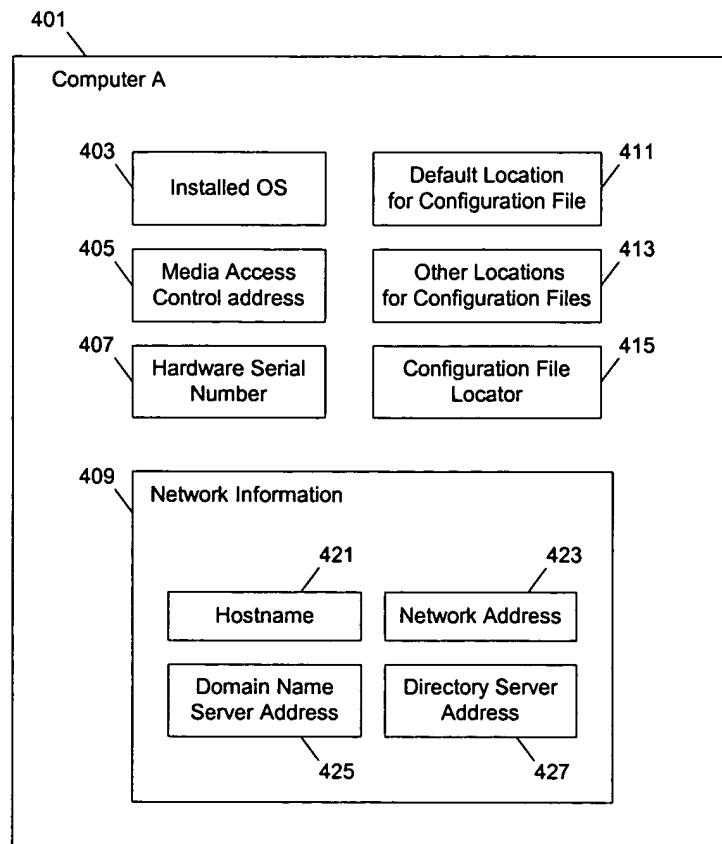 401
Computer A
403
Installed OS
Default Location
for Configuration File
411
405
Media Access
Control address
Other Locations
for Configuration Files
413
407
Hardware Serial
Number
Configuration File
Locator
415
409
Network Information
421
423
Hostname
Network Address
Domain Name
Server Address
Directory Server
Address
425
427